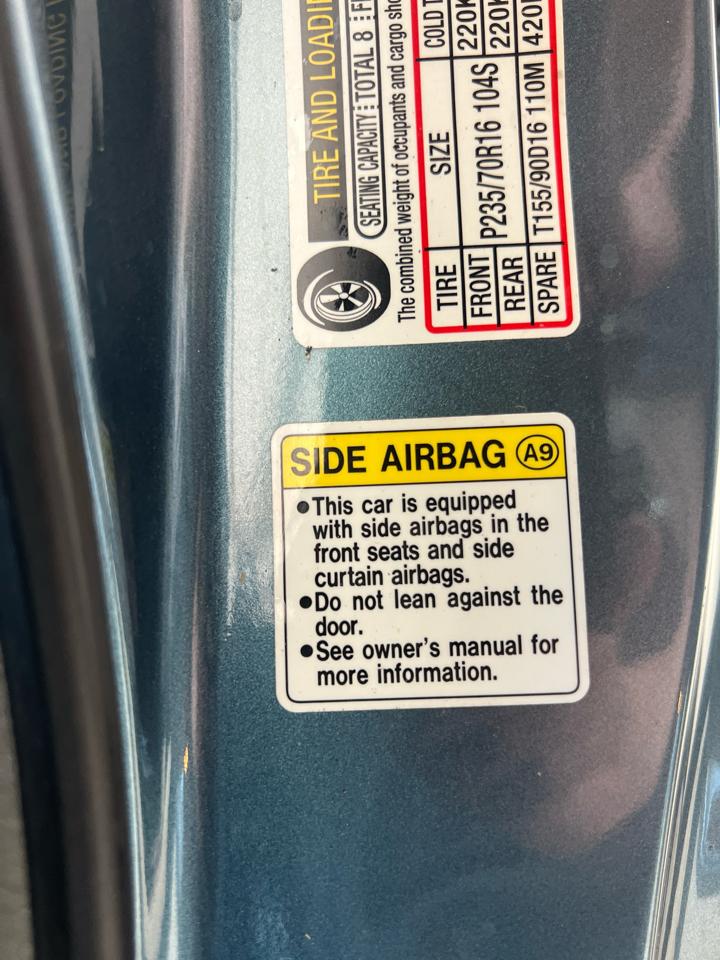 TIRE AND LOADI
SEATING CAPACITY TOTAL 8
The combined weight of occupants and cargo
TIRE SIZE COLD
FRONT P235/70R16 104S 220K
REAR 220K
SPARE T155/90D16 110M 420
SIDE AIRBAG A9
●This car is equipped
with side airbags in the
front seats and side
curtain airbags.
●Do not lean against the
door.
●See owner's manual for
more information.